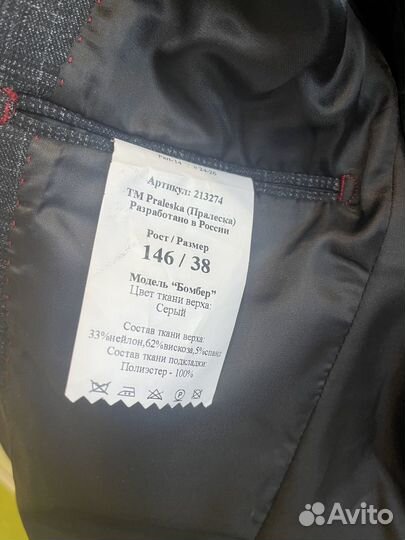 Артикул: 213274
ТМ Praleska (Пралеска)
Разработано в России
Рост / Размер
146 / 38
Модель "Бомбер"
Цвет ткани верха:
Серый
Состав ткани верха:
33%нейлон,62%вискоза,5%спанд
Состав ткани подкладки:
Полиэстер - 100%
Avito